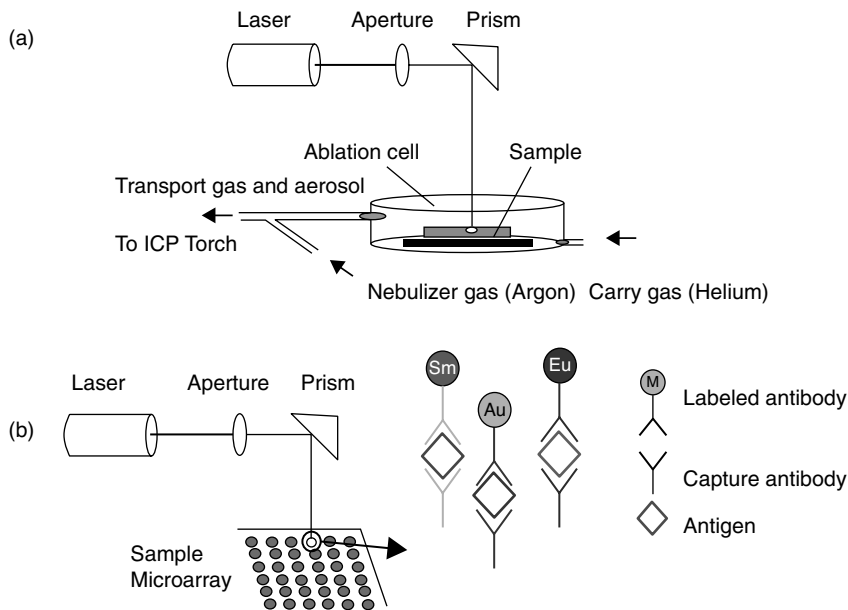 (a)
Laser Aperture Prism
Ablation cell Sample
Transport gas and aerosol
To ICP Torch
Nebulizer gas (Argon) Carry gas (Helium)
(b)
Laser Aperture Prism
Sample
Microarray
Sm
Au
Eu
M
Labeled antibody
Capture antibody
Antigen